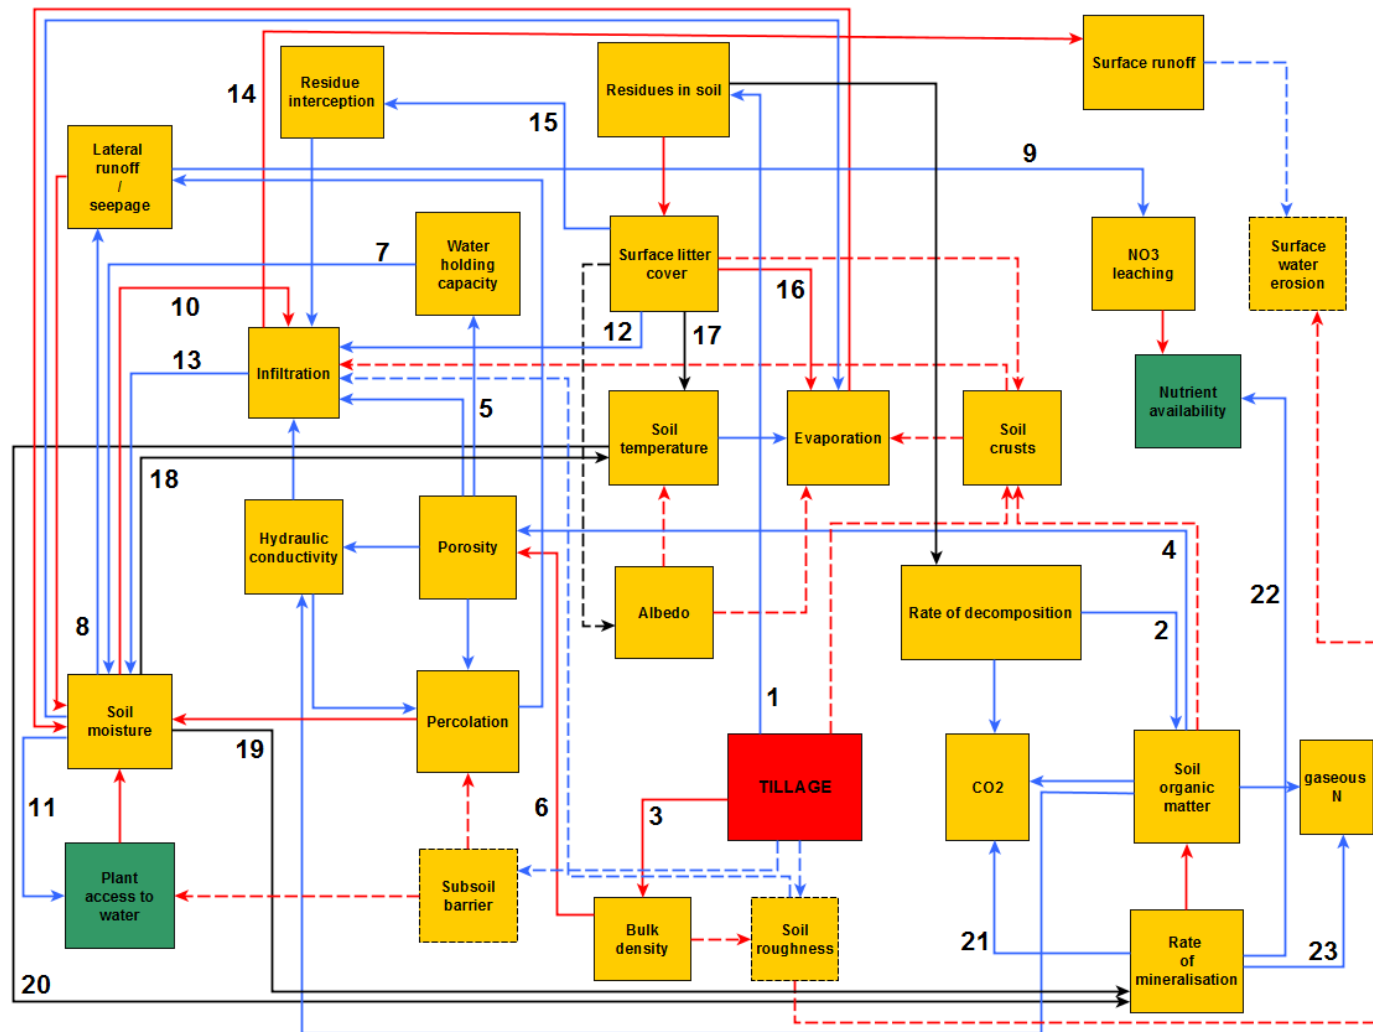 Surface runoff
Residue
interception
Residues in soil
14
15
Lateral
runoff
/
seepage
9
Water
holding
capacity
7
Surface litter
cover
NO3
leaching
Surface
water
erosion
10
16
12
17
13
Infiltration
5
Nutrient
availability
Soil
temperature
Evaporation
Soil
crusts
18
Hydraulic
conductivity
Porosity
4
22
Albedo
Rate of decomposition
8
2
1
Soil
moisture
Percolation
19
TILLAGE
CO2
Soil
organic
matter
gaseous
N
11
6
3
Plant
access to
water
Subsoil
barrier
Bulk
density
Soil
roughness
21
Rate
of
mineralisation
23
20